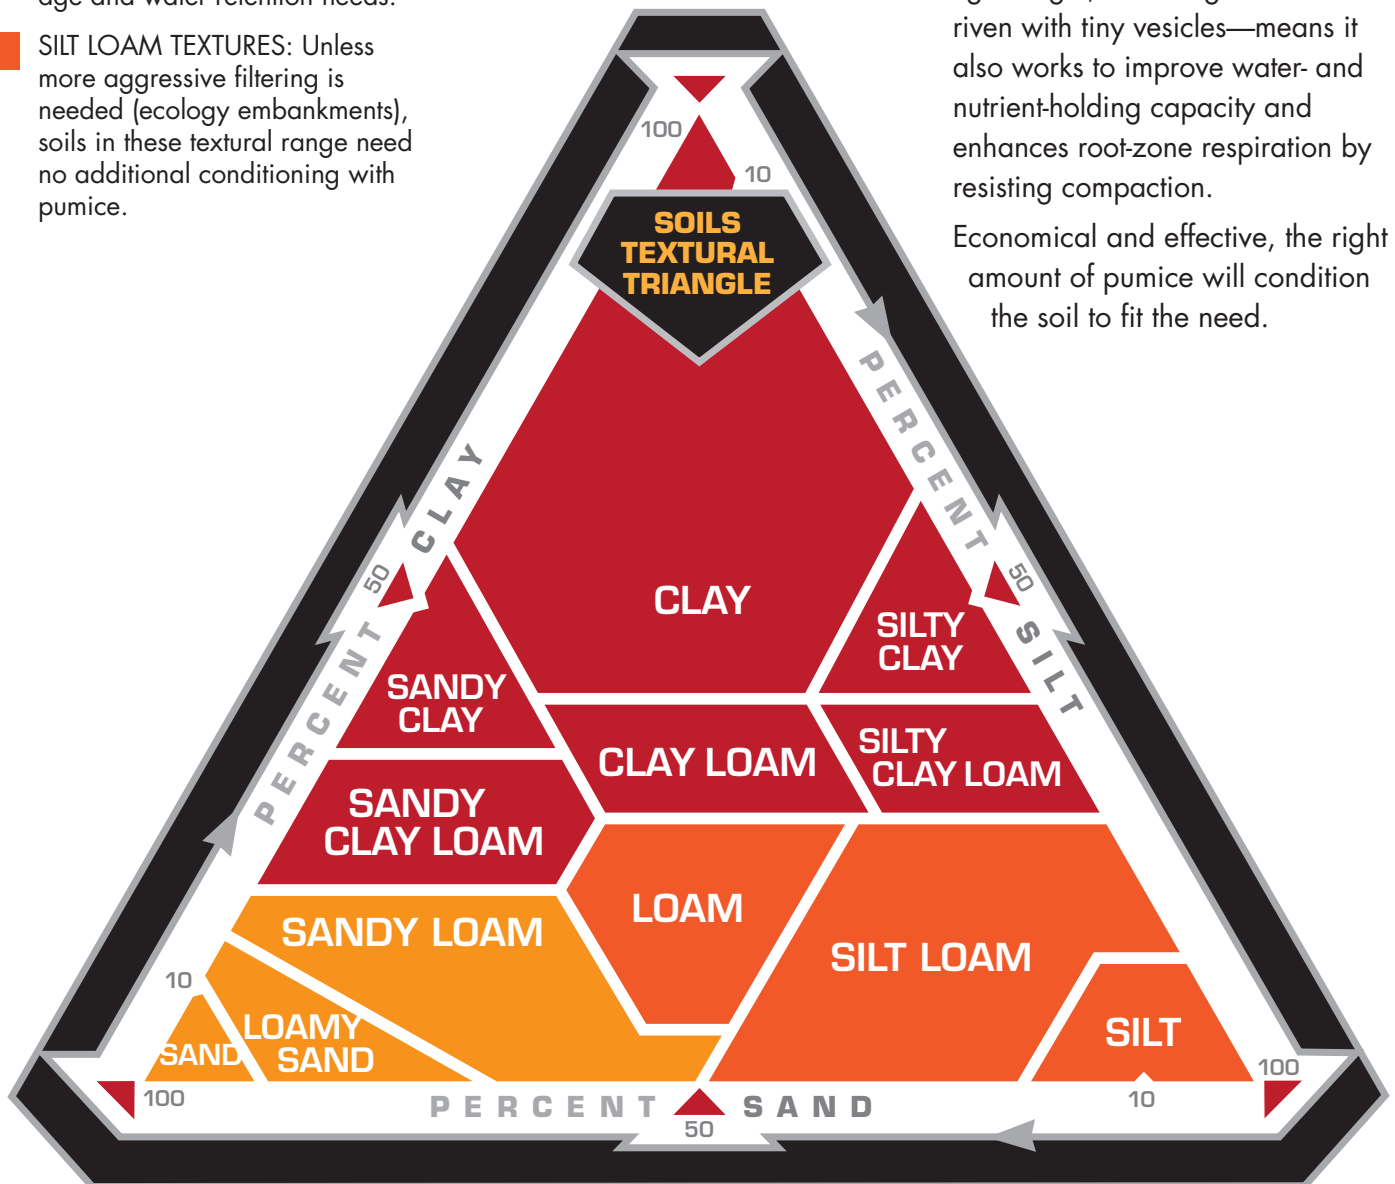 age and water retention needs.
SILT LOAM TEXTURES: Unless
more aggressive filtering is
needed (ecology embankments),
soils in these textural range need
no additional conditioning with
pumice.
riven with tiny vesicles—means it
also works to improve water- and
nutrient-holding capacity and
enhances root-zone respiration by
resisting compaction.
Economical and effective, the right
amount of pumice will condition
the soil to fit the need.
100
10
SOILS
TEXTURAL
TRIANGLE
PERCENT CLAY
50
PERCENT SILT
50
CLAY
SILTY
CLAY
SANDY
CLAY
CLAY LOAM
SILTY
CLAY LOAM
SANDY
CLAY LOAM
LOAM
SANDY LOAM
SILT LOAM
10
LOAMY
SAND
SAND
SILT
100
100
10
PERCENT SAND
50